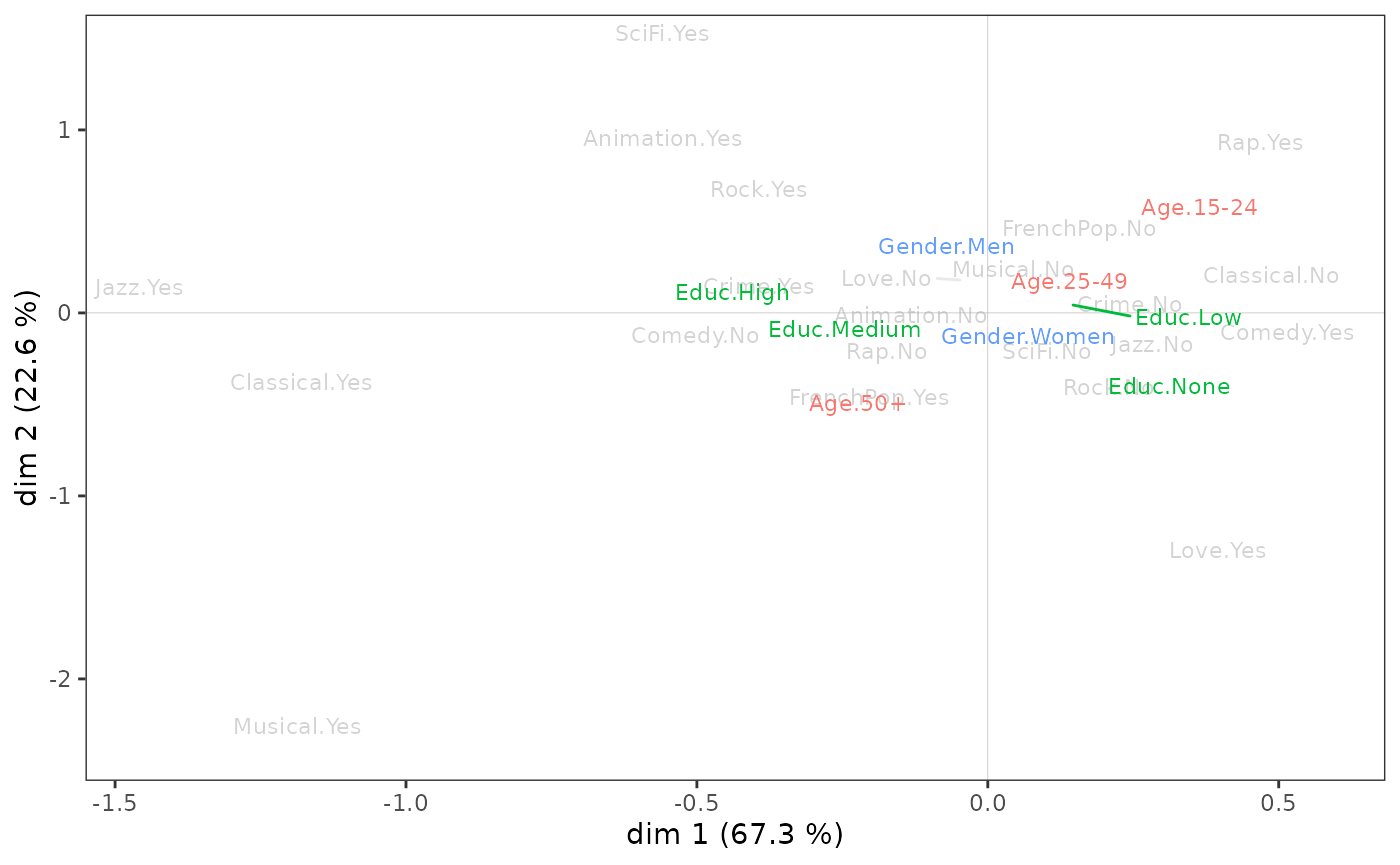 SciFi.Yes
1
Animation.Yes
Rap.Yes
Rock.Yes
Age.15-24
FrenchPop.No
Gender.Men
Musical.No
Love.No
Age.25-49
Classical.No
Jazz.Yes
Crime.Yes
Educ.High
Crime.No
0
Animation.No
Educ.Low
Comedy.No
Educ.Medium
Gender.Women
Comedy.Yes
Rap.No
SciFi.No
Jazz.No
Classical.Yes
Rock.No
Educ.None
FrenchPop.Yes
Age.50+
-1
Love.Yes
-2
Musical.Yes
-1.5
-1.0
-0.5
0.0
0.5
dim 1 (67.3 %)
dim 2 (22.6 %)